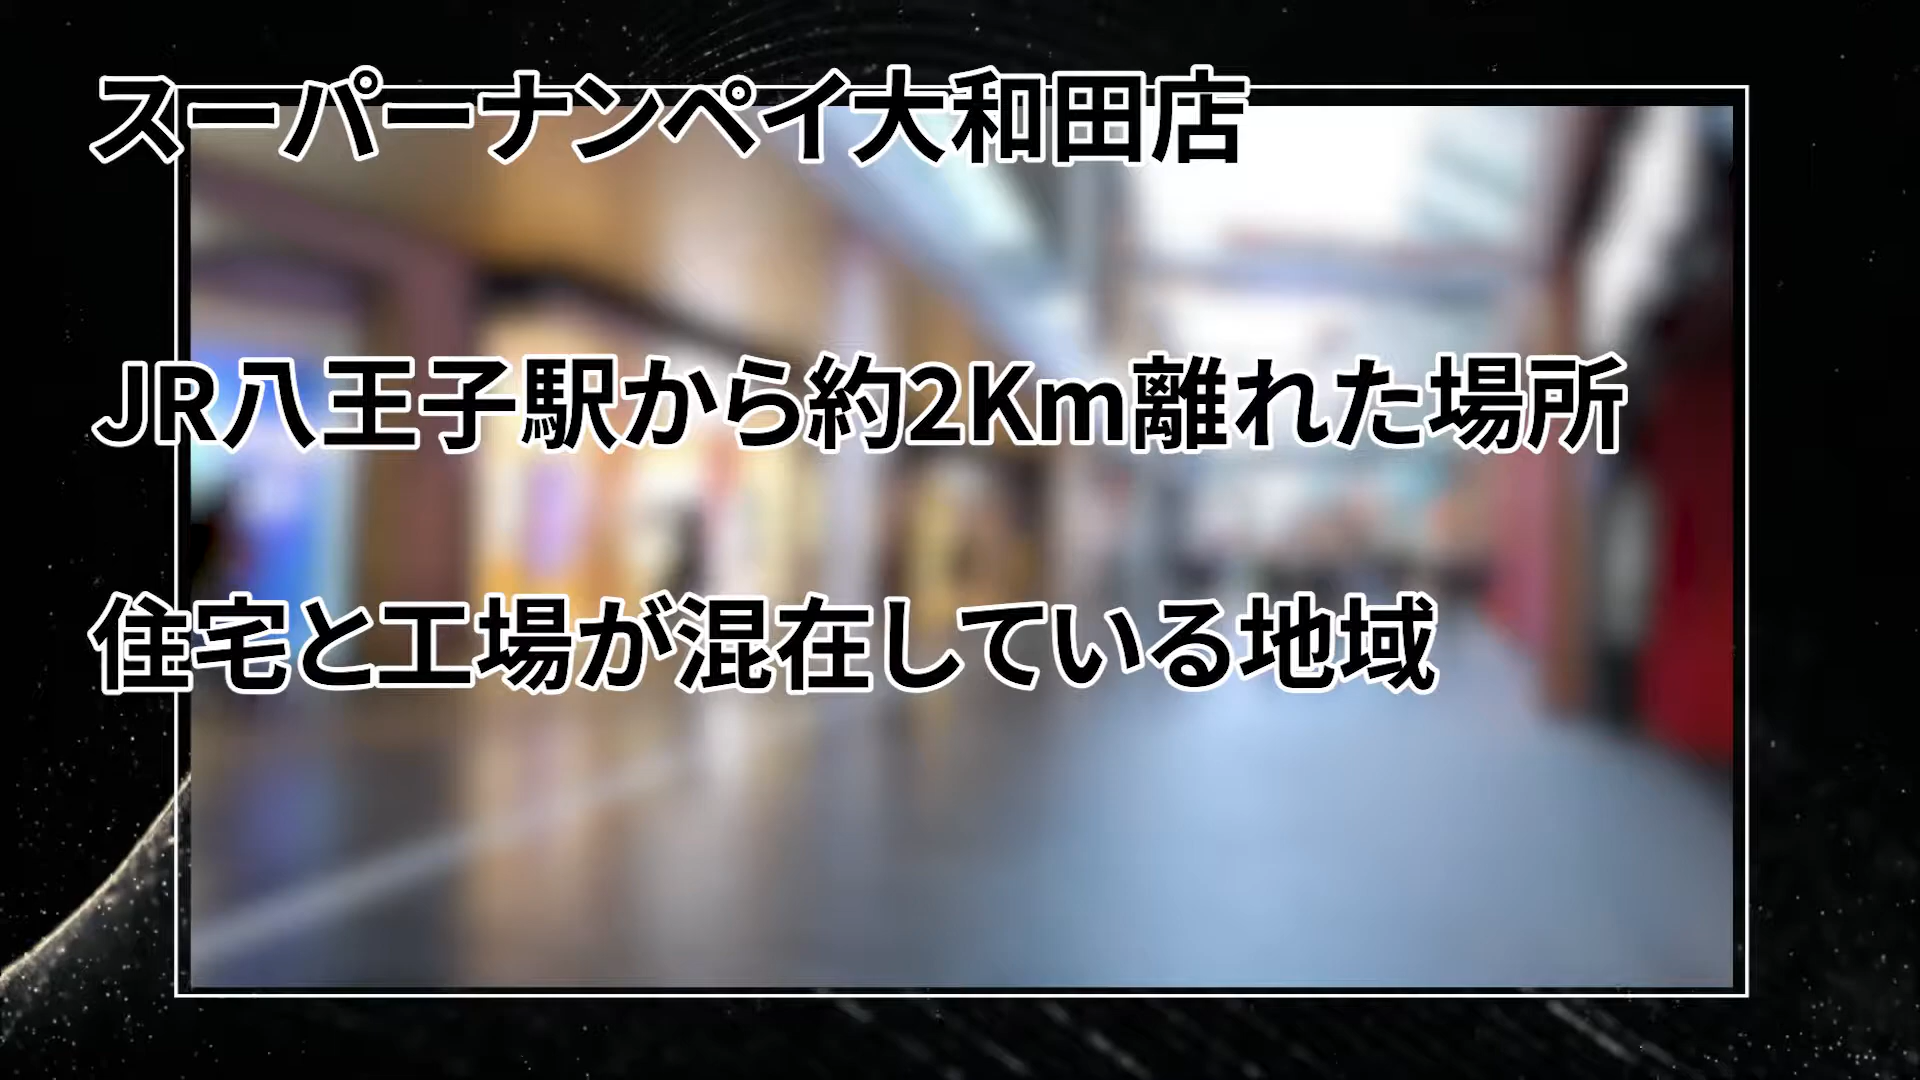 スーパーナンペイ大和田店
JR八王子駅から約2Km離れた場所
住宅と工場が混在している地域